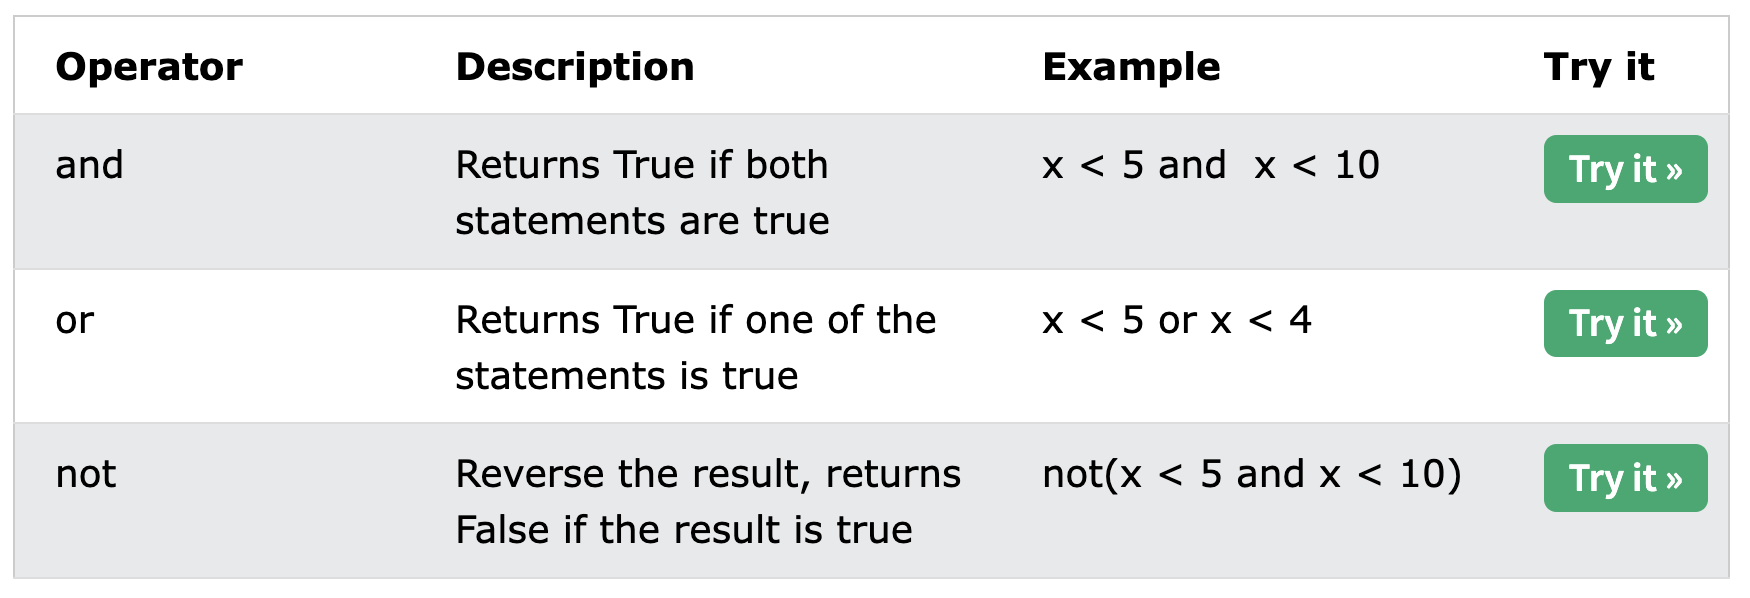 Operator Description Example Try it
and Returns True if both x < 5 and  x < 10 Try it »
statements are true
or Returns True if one of the x < 5 or x < 4 Try it »
statements is true
not Reverse the result, returns not(x < 5 and x < 10) Try it »
False if the result is true